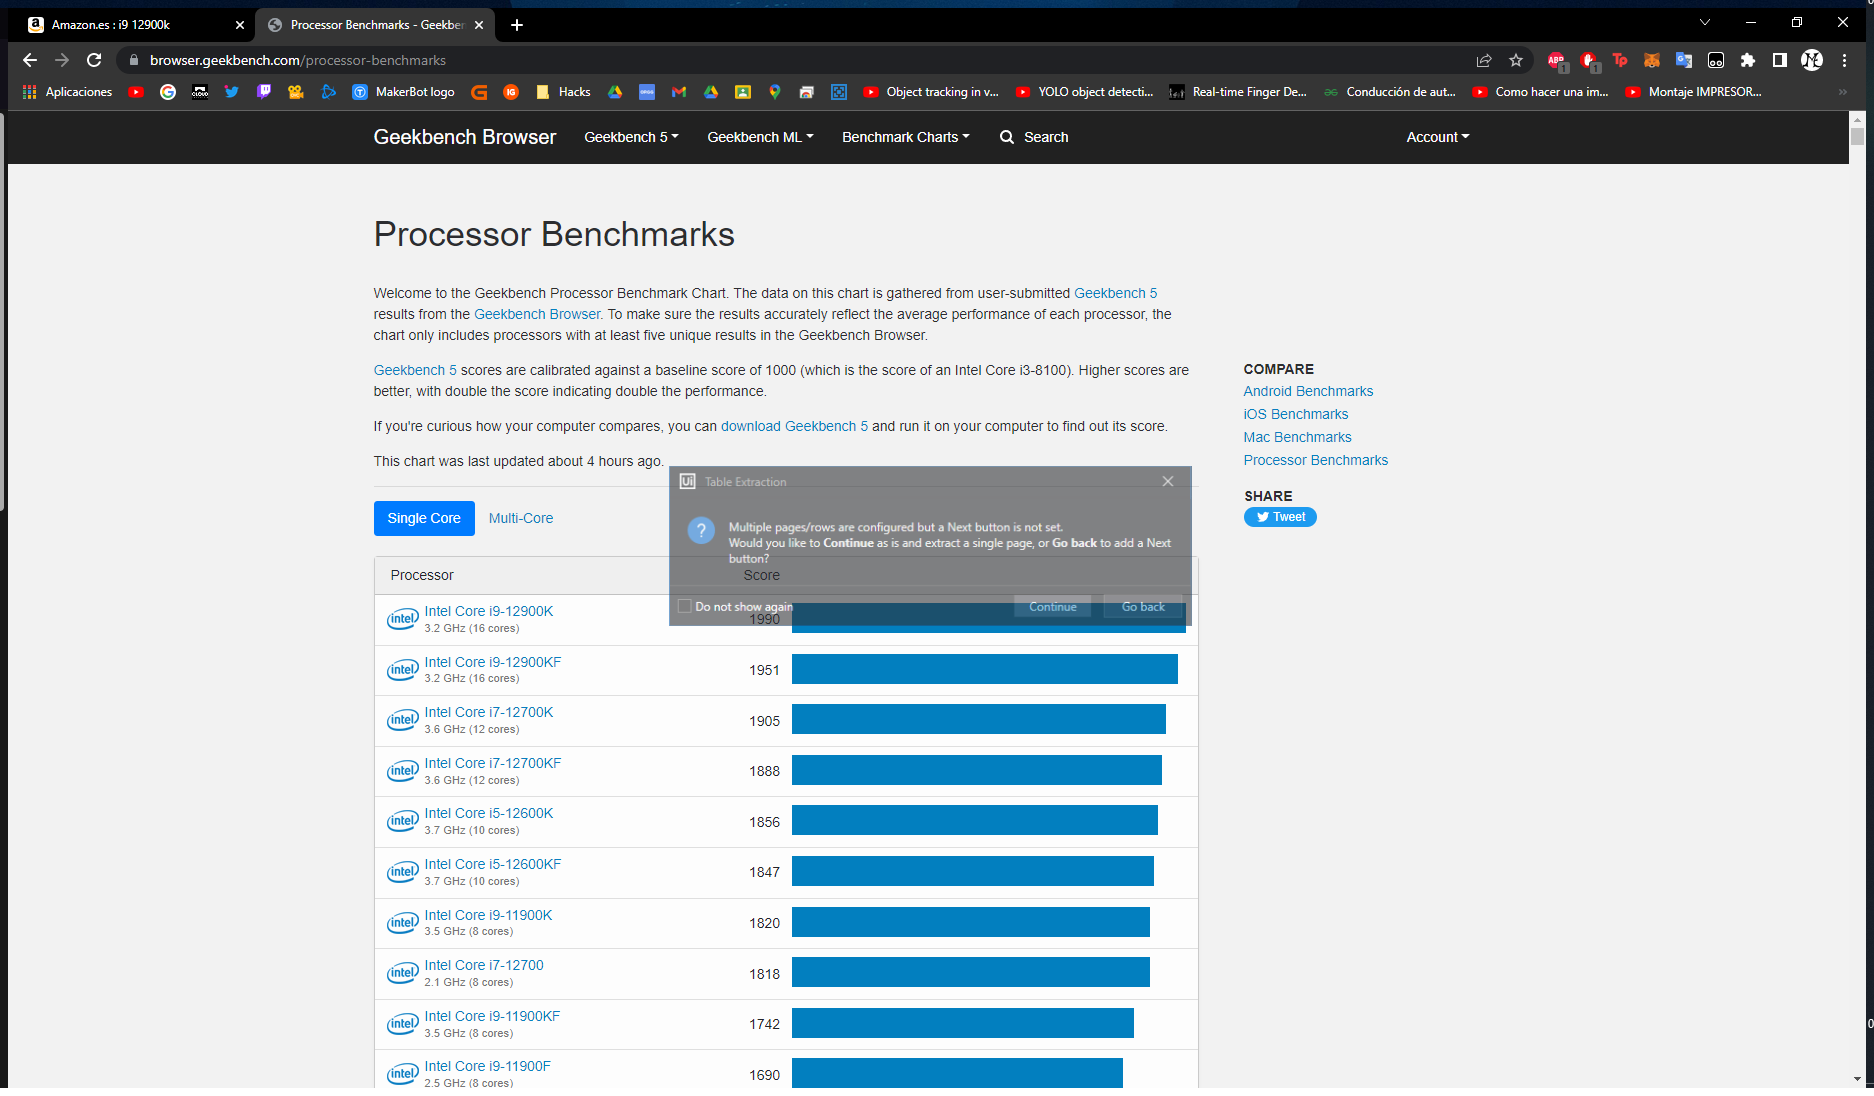 Amazon.es : i9 12900k
Processor Benchmarks - Geekben
browser.geekbench.com/processor-benchmarks
Aplicaciones
MakerBot logo
Hacks
Object tracking in v...
YOLO object detecti...
Real-time Finger De...
Conducción de aut...
Como hacer una im...
Montaje IMPRESOR...
Geekbench Browser
Geekbench 5
Geekbench ML
Benchmark Charts
Search
Account
Processor Benchmarks
Welcome to the Geekbench Processor Benchmark Chart. The data on this chart is gathered from user-submitted Geekbench 5
results from the Geekbench Browser. To make sure the results accurately reflect the average performance of each processor, the
chart only includes processors with at least five unique results in the Geekbench Browser.
Geekbench 5 scores are calibrated against a baseline score of 1000 (which is the score of an Intel Core i3-8100). Higher scores are
better, with double the score indicating double the performance.
If you're curious how your computer compares, you can download Geekbench 5 and run it on your computer to find out its score.
This chart was last updated about 4 hours ago.
COMPARE
Android Benchmarks
iOS Benchmarks
Mac Benchmarks
Processor Benchmarks
SHARE
Tweet
Ui Table Extraction
Multiple pages/rows are configured but a Next button is not set.
Would you like to Continue as is and extract a single page, or Go back to add a Next
button?
Do not show again
Continue
Go back
Single Core
Multi-Core
Processor
Score
intel Intel Core i9-12900K
3.2 GHz (16 cores)
1990
intel Intel Core i9-12900KF
3.2 GHz (16 cores)
1951
intel Intel Core i7-12700K
3.6 GHz (12 cores)
1905
intel Intel Core i7-12700KF
3.6 GHz (12 cores)
1888
intel Intel Core i5-12600K
3.7 GHz (10 cores)
1856
intel Intel Core i5-12600KF
3.7 GHz (10 cores)
1847
intel Intel Core i9-11900K
3.5 GHz (8 cores)
1820
intel Intel Core i7-12700
2.1 GHz (8 cores)
1818
intel Intel Core i9-11900KF
3.5 GHz (8 cores)
1742
intel Intel Core i9-11900F
2.5 GHz (8 cores)
1690